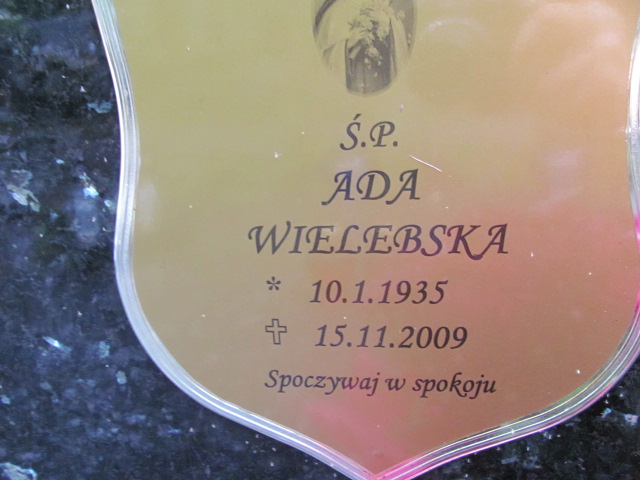 Ś.P.
ADA
WIELEBSKA
* 10.1.1935
✝ 15.11.2009
Spoczywaj w spokoju